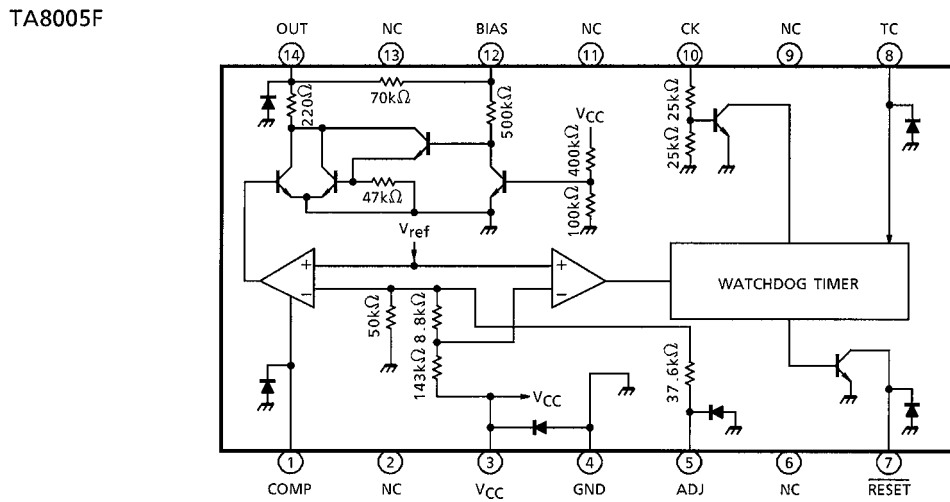 TA8005F
OUT NC BIAS NC CK NC TC
14 13 12 11 10 9 8
220Ω
70kΩ
500kΩ
VCC
400kΩ
100kΩ
25kΩ
25kΩ
47kΩ
Vref
+
−
+
−
WATCHDOG TIMER
50kΩ
8.8kΩ
143kΩ
VCC
37.6kΩ
1 2 3 4 5 6 7
COMP NC VCC GND ADJ NC RESET